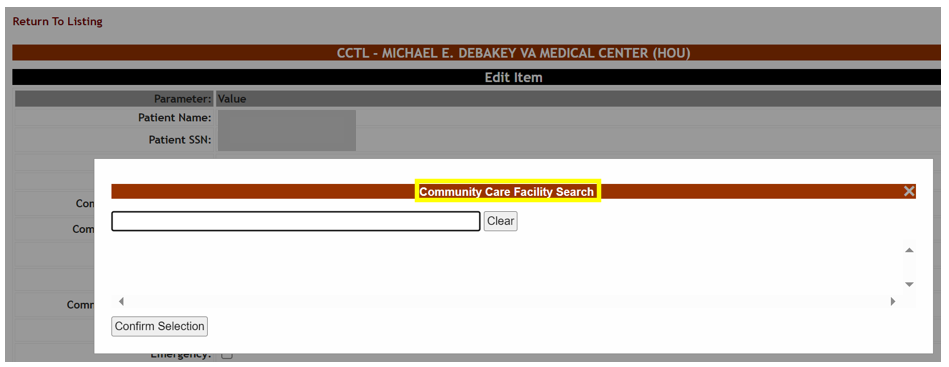 Return To Listing
CCTL - MICHAEL E. DEBAKEY VA MEDICAL CENTER (HOU)
Edit Item
Parameter: Value
Patient Name:
Patient SSN:
Community Care Facility Search
Con
Clear
Com
Comm
Confirm Selection
Emergency: